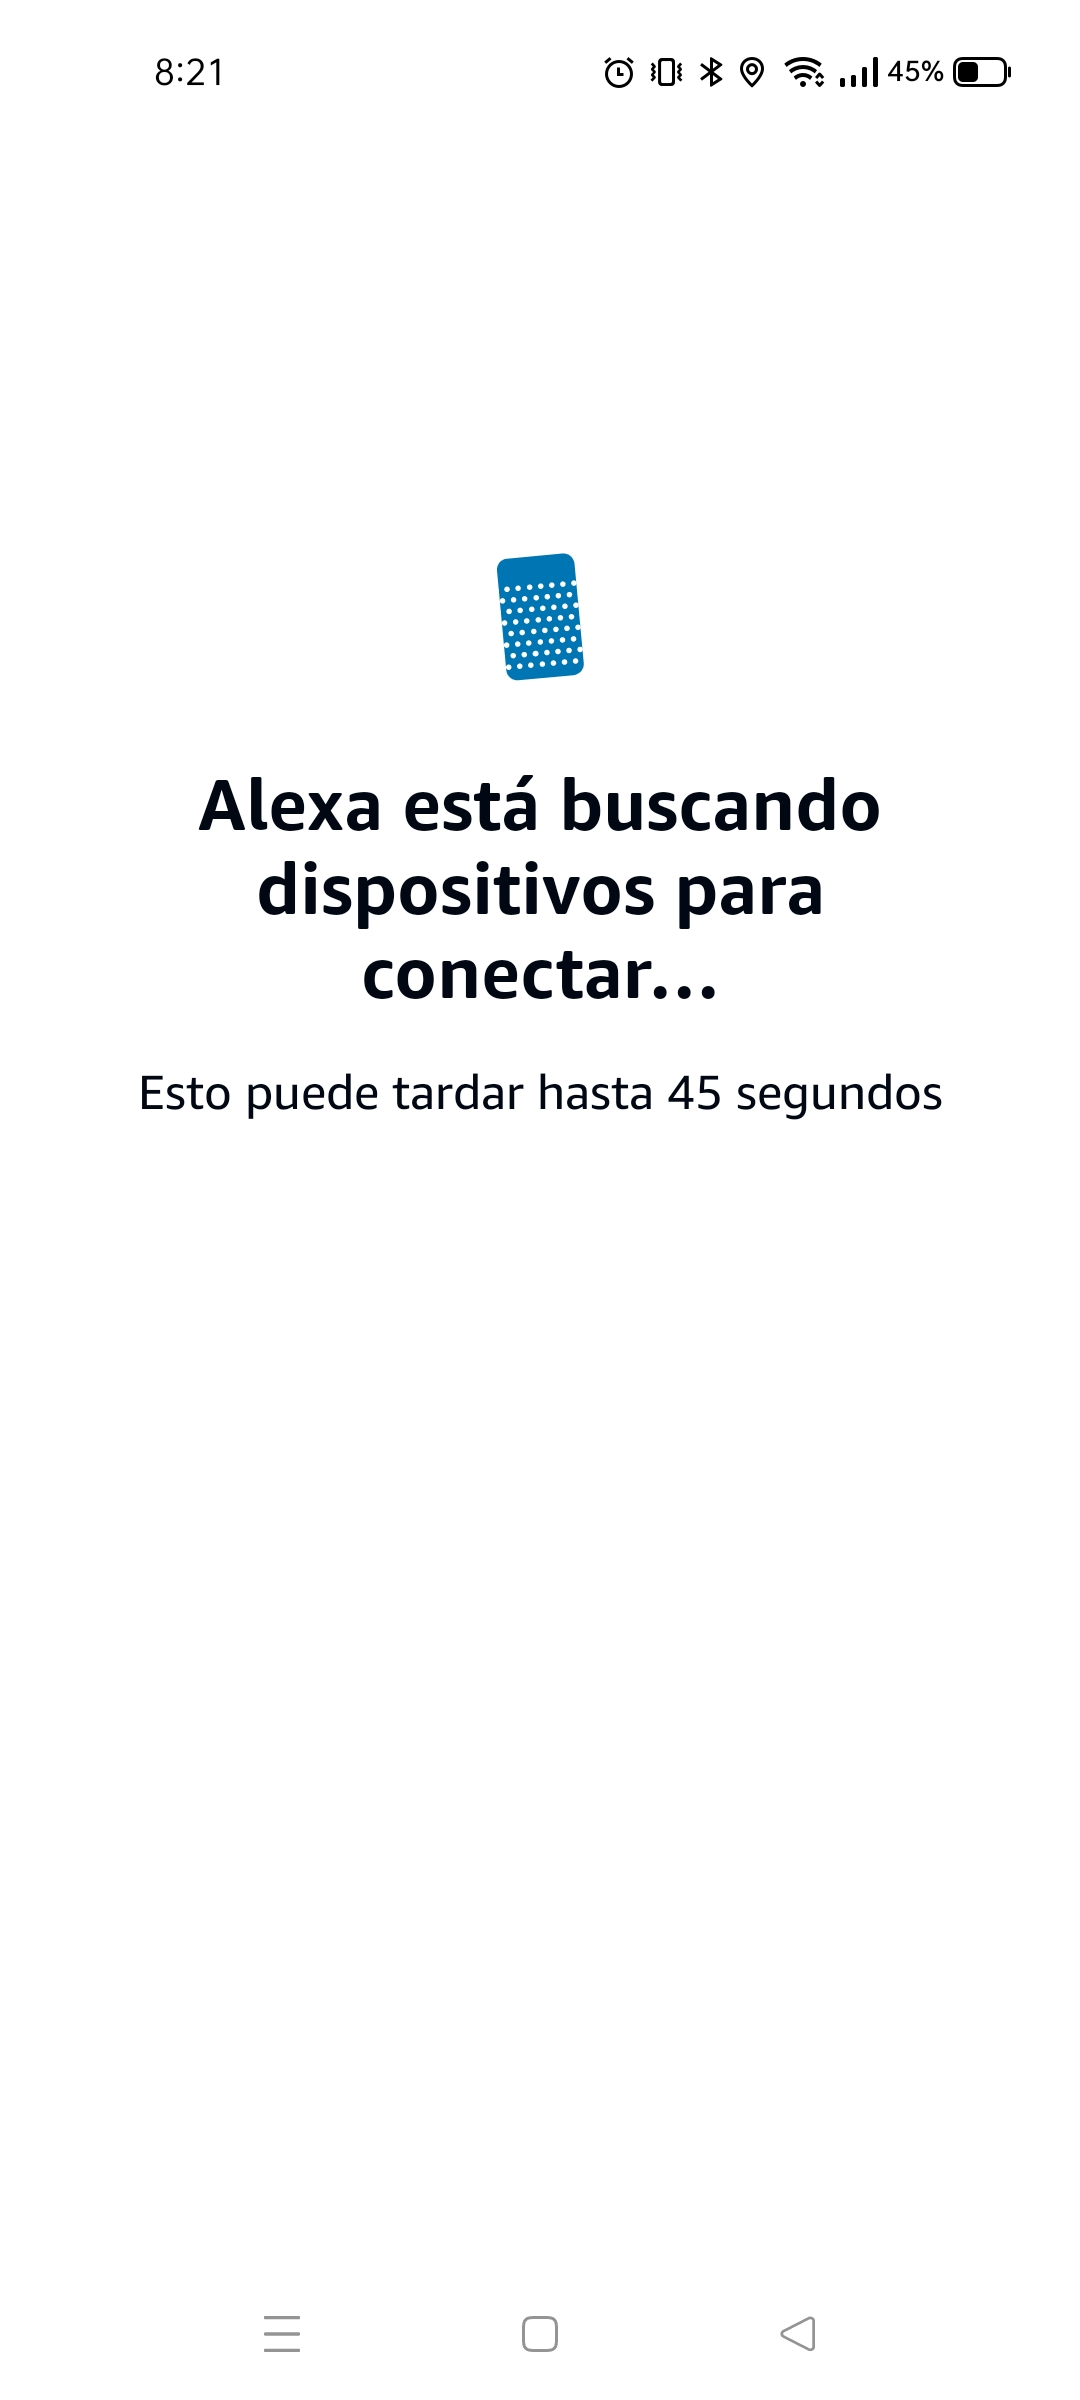 8:21
45%
Alexa está buscando
dispositivos para
conectar...
Esto puede tardar hasta 45 segundos